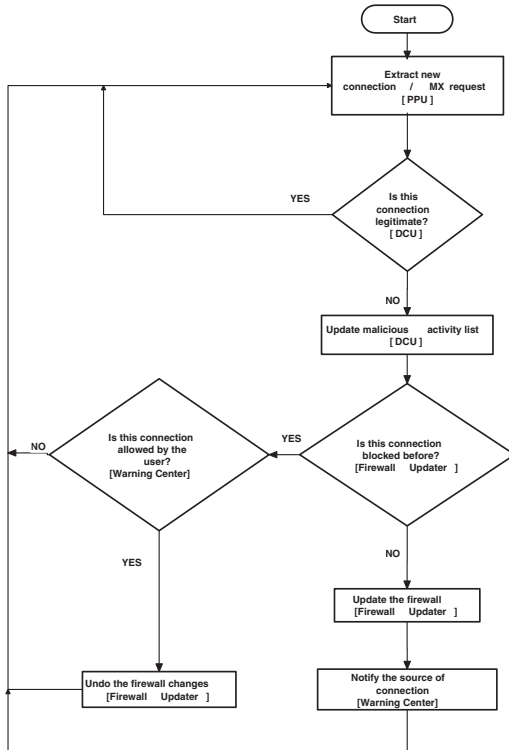 Start
Extract new
connection / MX request
[ PPU ]
YES
Is this
connection
legitimate?
[ DCU ]
NO
Update malicious activity list
[ DCU ]
Is this connection
allowed by the
user?
[Warning Center]
NO
YES
Is this connection
blocked before?
[Firewall Updater ]
YES
NO
Update the firewall
[Firewall Updater ]
Undo the firewall changes
[Firewall Updater ]
Notify the source of
connection
[Warning Center]